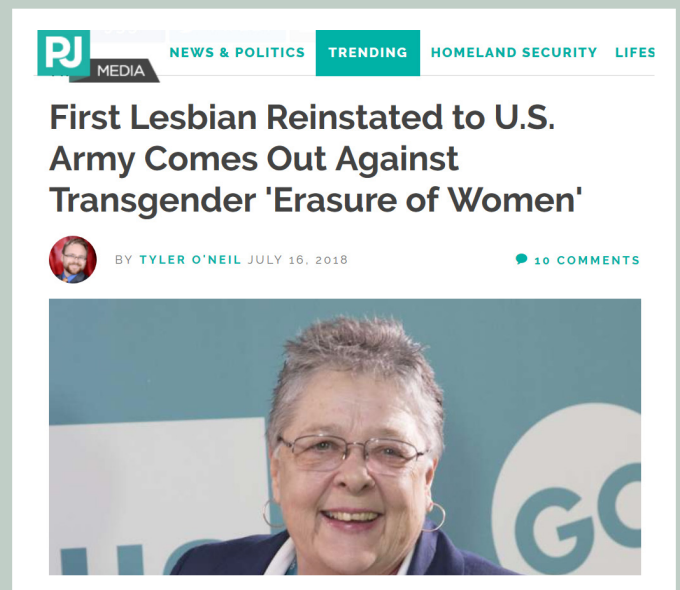 PJ
MEDIA
NEWS & POLITICS TRENDING HOMELAND SECURITY LIFES
First Lesbian Reinstated to U.S.
Army Comes Out Against
Transgender 'Erasure of Women'
BY TYLER O'NEIL JULY 16, 2018 10 COMMENTS
GO